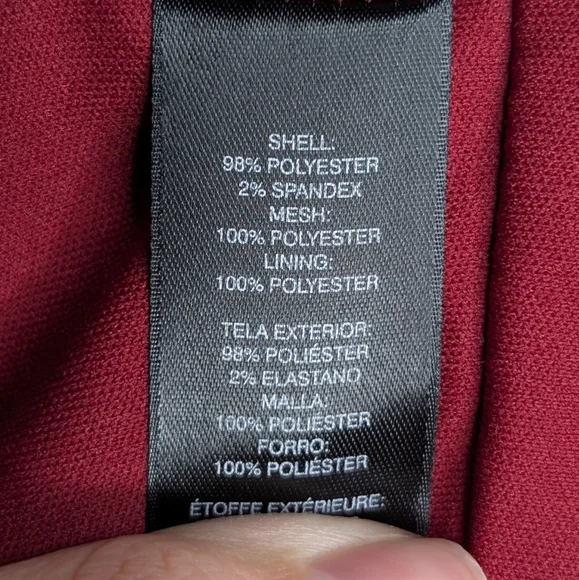 SHELL:
98% POLYESTER
2% SPANDEX
MESH:
100% POLYESTER
LINING:
100% POLYESTER
TELA EXTERIOR:
98% POLIÉSTER
2% ELASTANO
MALLA:
100% POLIÉSTER
FORRO:
100% POLIÉSTER
ÉTOFFE EXTÉRIEURE: